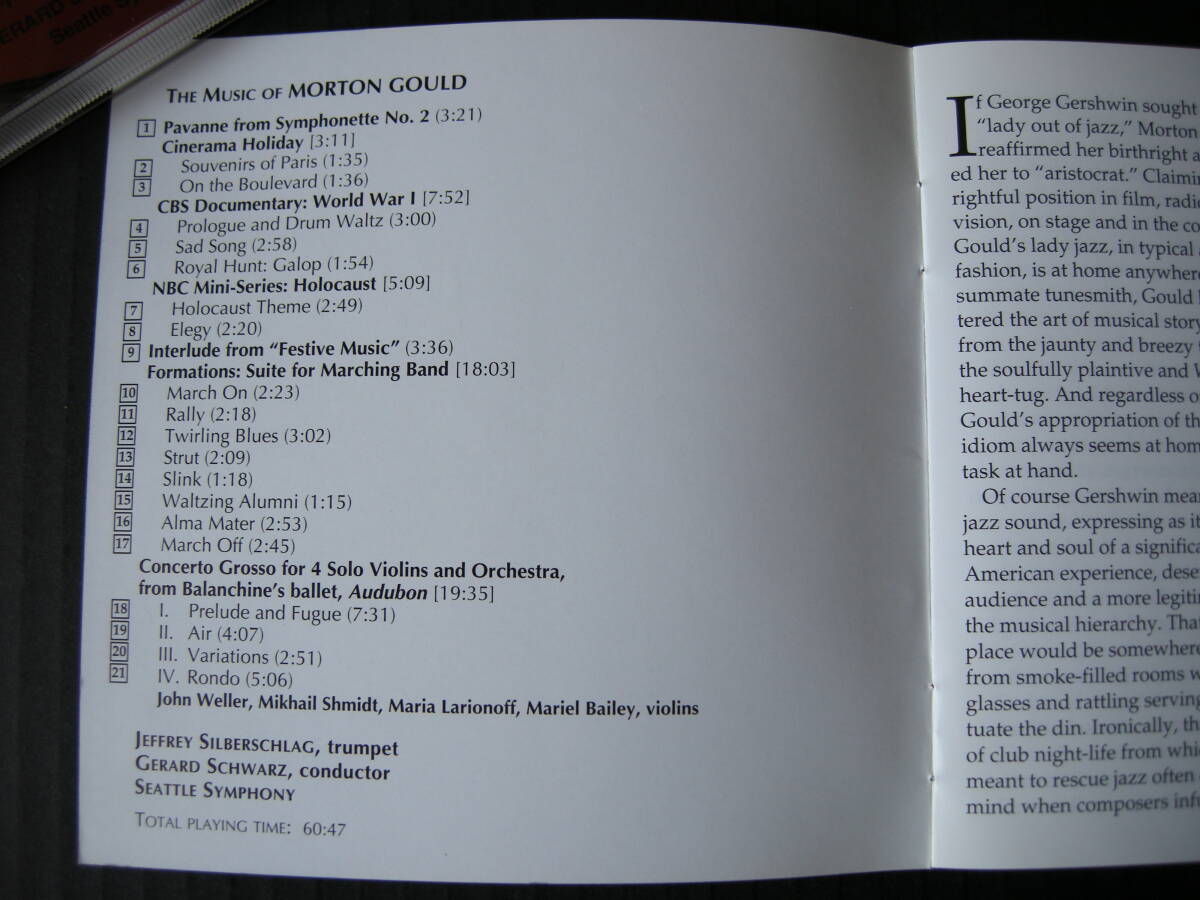 ERARD
Seattle Sy
THE MUSIC OF MORTON GOULD
1 Pavanne from Symphonette No. 2 (3:21)
Cinerama Holiday [3:11]
2 Souvenirs of Paris (1:35)
3 On the Boulevard (1:36)
CBS Documentary: World War I [7:52]
4 Prologue and Drum Waltz (3:00)
5 Sad Song (2:58)
6 Royal Hunt: Galop (1:54)
NBC Mini-Series: Holocaust [5:09]
7 Holocaust Theme (2:49)
8 Elegy (2:20)
9 Interlude from “Festive Music” (3:36)
Formations: Suite for Marching Band [18:03]
10 March On (2:23)
11 Rally (2:18)
12 Twirling Blues (3:02)
13 Strut (2:09)
14 Slink (1:18)
15 Waltzing Alumni (1:15)
16 Alma Mater (2:53)
17 March Off (2:45)
Concerto Grosso for 4 Solo Violins and Orchestra,
from Balanchine’s ballet, Audubon [19:35]
18 I. Prelude and Fugue (7:31)
19 II. Air (4:07)
20 III. Variations (2:51)
21 IV. Rondo (5:06)
John Weller, Mikhail Shmidt, Maria Larionoff, Mariel Bailey, violins
JEFFREY SILBERSCHLAG, trumpet
GERARD SCHWARZ, conductor
SEATTLE SYMPHONY
TOTAL PLAYING TIME: 60:47
If George Gershwin sought
“lady out of jazz,” Morton
reaffirmed her birthright a
ed her to “aristocrat.” Claimi
rightful position in film, radi
vision, on stage and in the co
Gould’s lady jazz, in typical
fashion, is at home anywhere
summate tunesmith, Gould
tered the art of musical story
from the jaunty and breezy
the soulfully plaintive and
heart-tug. And regardless o
Gould’s appropriation of th
idiom always seems at hom
task at hand.
Of course Gershwin mea
jazz sound, expressing as it
heart and soul of a significa
American experience, dese
audience and a more legiti
the musical hierarchy. That
place would be somewhere
from smoke-filled rooms w
glasses and rattling serving
tuate the din. Ironically, th
of club night-life from whic
meant to rescue jazz often
mind when composers infu